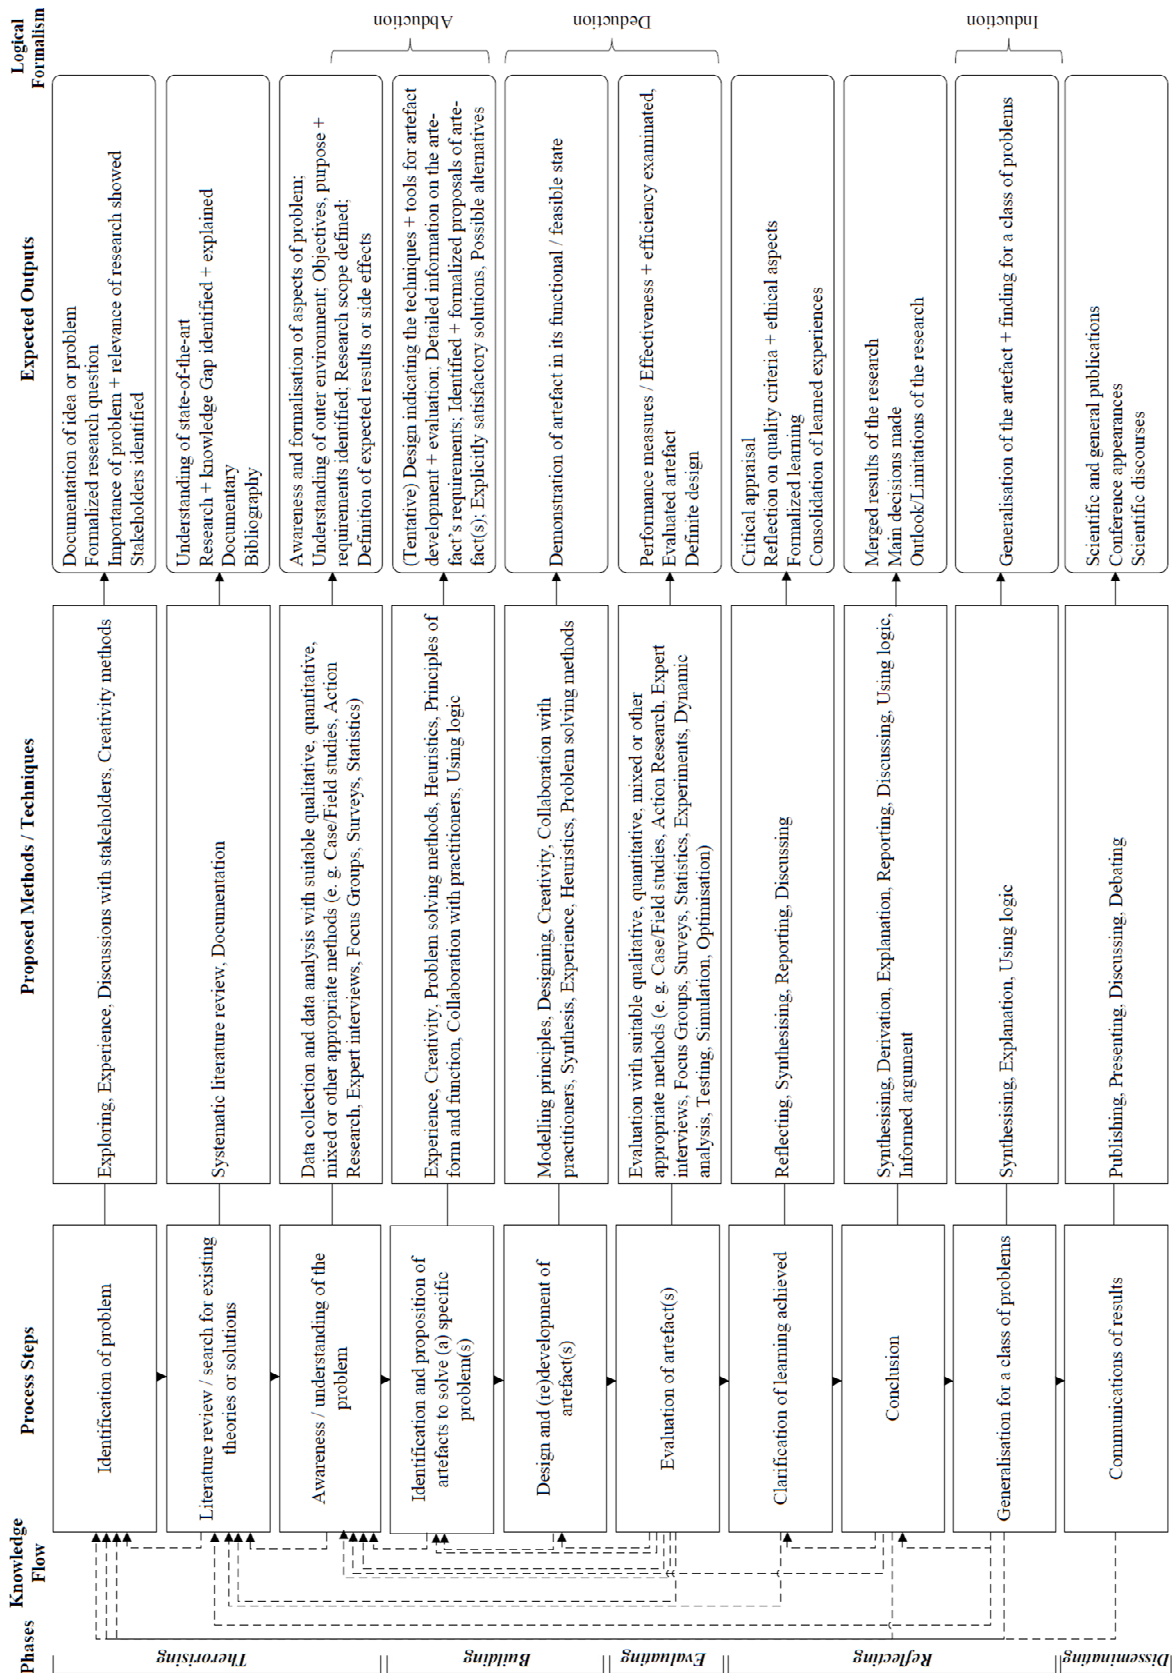 Phases
Knowledge
Flow
Process Steps
Proposed Methods / Techniques
Expected Outputs
Logical
Formalism
Therorising
Identification of problem
Exploring, Experience, Discussions with stakeholders, Creativity methods
Documentation of idea or problem
Formalized research question
Importance of problem + relevance of research showed
Stakeholders identified
Literature review / search for existing
theories or solutions
Systematic literature review, Documentation
Understanding of state-of-the-art
Research + knowledge Gap identified + explained
Documentary
Bibliography
Awareness / understanding of the
problem
Data collection and data analysis with suitable qualitative, quantitative,
mixed or other appropriate methods (e. g. Case/Field studies, Action
Research, Expert interviews, Focus Groups, Surveys, Statistics)
Awareness and formalisation of aspects of problem;
Understanding of outer environment; Objectives, purpose +
requirements identified; Research scope defined;
Definition of expected results or side effects
Abduction
Building
Identification and proposition of
artefacts to solve (a) specific
problem(s)
Experience, Creativity, Problem solving methods, Heuristics, Principles of
form and function, Collaboration with practitioners, Using logic
(Tentative) Design indicating the techniques + tools for artefact
development + evaluation; Detailed information on the arte-
fact's requirements; Identified + formalized proposals of arte-
fact(s); Explicitly satisfactory solutions, Possible alternatives
Design and (re)development of
artefact(s)
Modelling principles, Designing, Creativity, Collaboration with
practitioners, Synthesis, Experience, Heuristics, Problem solving methods
Demonstration of artefact in its functional / feasible state
Deduction
Evaluating
Evaluation of artefact(s)
Evaluation with suitable qualitative, quantitative, mixed or other
appropriate methods (e. g. Case/Field studies, Action Research, Expert
interviews, Focus Groups, Surveys, Statistics, Experiments, Dynamic
analysis, Testing, Simulation, Optimisation)
Performance measures / Effectiveness + efficiency examinated,
Evaluated artefact
Definite design
Reflecting
Clarification of learning achieved
Reflecting, Synthesising, Reporting, Discussing
Critical appraisal
Reflection on quality criteria + ethical aspects
Formalized learning
Consolidation of learned experiences
Conclusion
Synthesising, Derivation, Explanation, Reporting, Discussing, Using logic,
Informed argument
Merged results of the research
Main decisions made
Outlook/Limitations of the research
Generalisation for a class of problems
Synthesising, Explanation, Using logic
Generalisation of the artefact + finding for a class of problems
Induction
Disseminating
Communications of results
Publishing, Presenting, Discussing, Debating
Scientific and general publications
Conference appearances
Scientific discourses